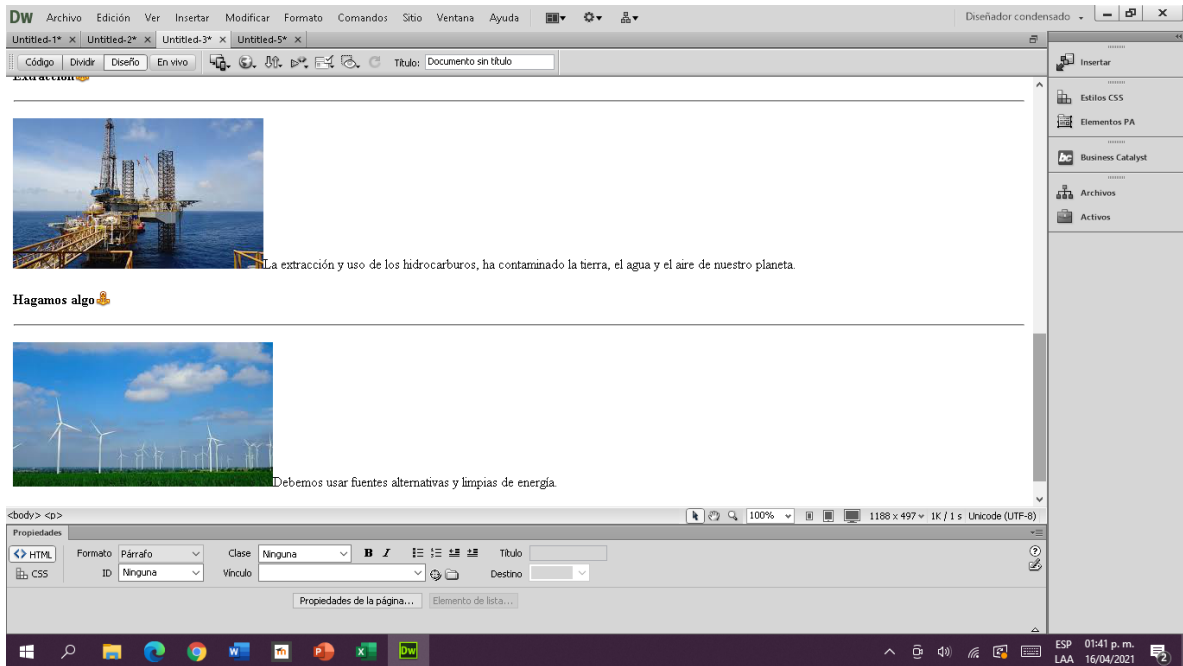 DW Archivo Edición Ver Insertar Modificar Formato Comandos Sitio Ventana Ayuda Diseñador condensado
Untitled-1* × Untitled-2* × Untitled-3* × Untitled-5* ×
Código Dividir Diseño En vivo Título: Documento sin título
Insertar
Extracción
Estilos CSS
Elementos PA
Business Catalyst
Archivos
Activos
La extracción y uso de los hidrocarburos, ha contaminado la tierra, el agua y el aire de nuestro planeta.
Hagamos algo
Debemos usar fuentes alternativas y limpias de energía.
<body> <p> 100% 1188 x 497 1K / 1 s Unicode (UTF-8)
Propiedades
<> HTML Formato Párrafo Clase Ninguna B I Título
CSS ID Ninguna Vínculo Destino
Propiedades de la página... Elemento de lista...
ESP 01:41 p. m.
LAA 16/04/2021